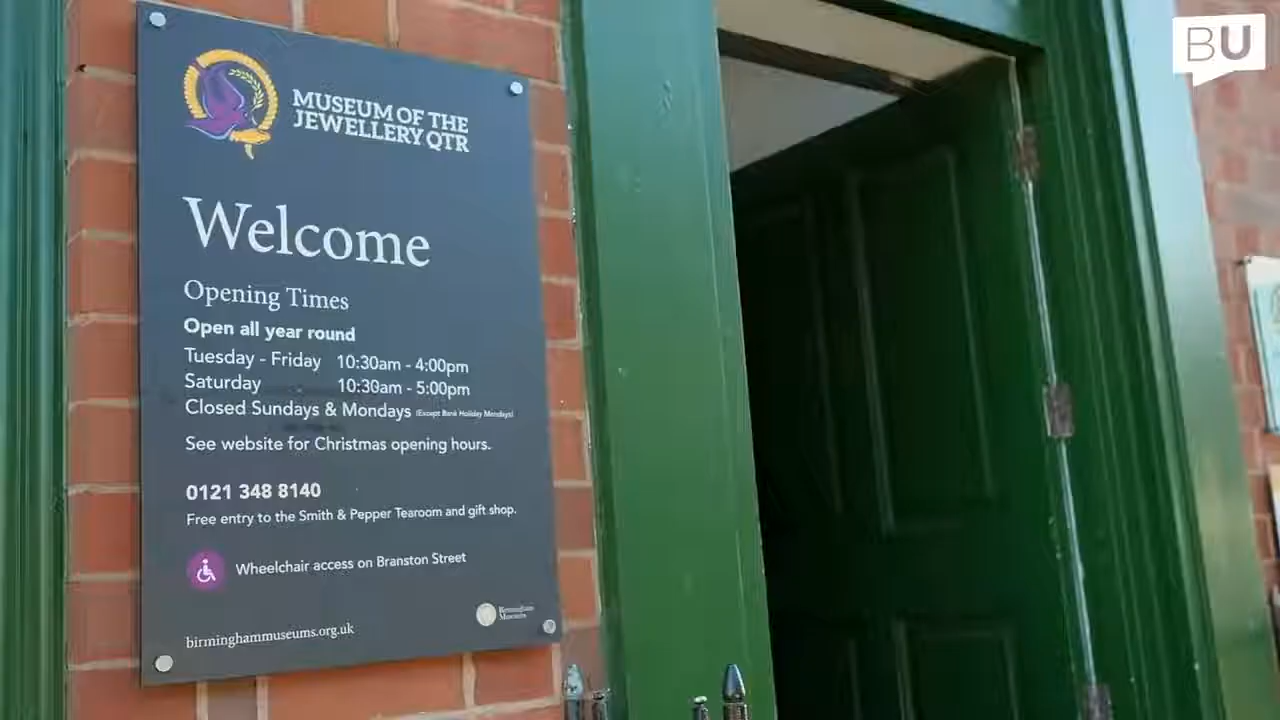 BU
MUSEUM OF THE
JEWELLERY QTR
Welcome
Opening Times
Open all year round
Tuesday - Friday 10:30am - 4:00pm
Saturday 10:30am - 5:00pm
Closed Sundays & Mondays (Except Bank Holiday Mondays)
See website for Christmas opening hours.
0121 348 8140
Free entry to the Smith & Pepper Tearoom and gift shop.
Wheelchair access on Branston Street
Birmingham
Museums
birminghammuseums.org.uk